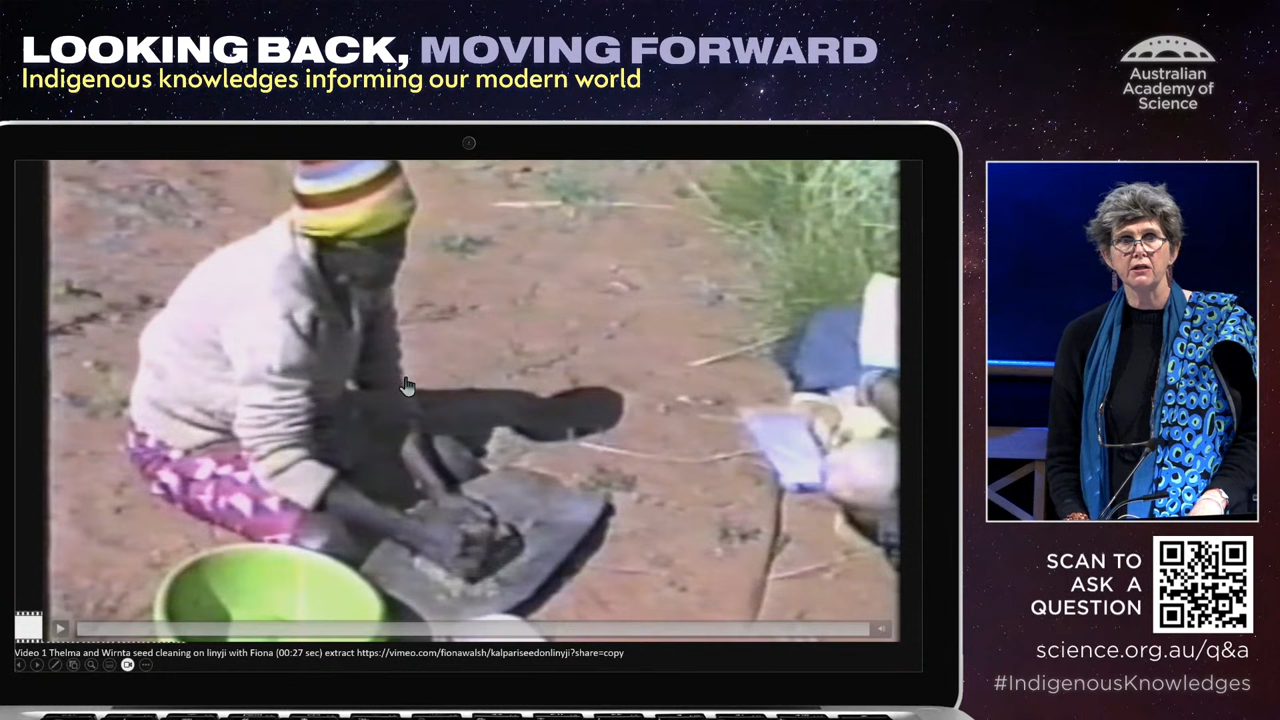 LOOKING BACK, MOVING FORWARD
Indigenous knowledges informing our modern world
Australian
Academy of
Science
Video 1 Thelma and Wirnta seed cleaning on linyji with Fiona (00:27 sec) extract https://vimeo.com/fionawalsh/kalpariseedonlinyji?share=copy
SCAN TO
ASK A
QUESTION
science.org.au/q&a
#IndigenousKnowledges